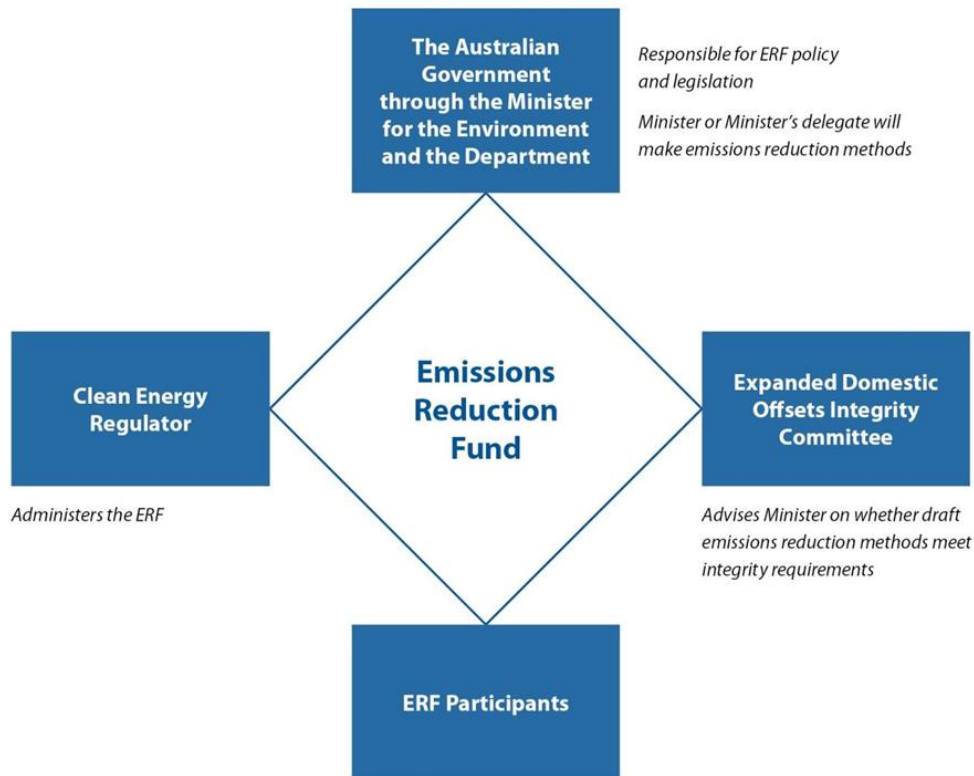 The Australian
Government
through the Minister
for the Environment
and the Department
Responsible for ERF policy
and legislation
Minister or Minister’s delegate will
make emissions reduction methods
Clean Energy
Regulator
Administers the ERF
Emissions
Reduction
Fund
Expanded Domestic
Offsets Integrity
Committee
Advises Minister on whether draft
emissions reduction methods meet
integrity requirements
ERF Participants